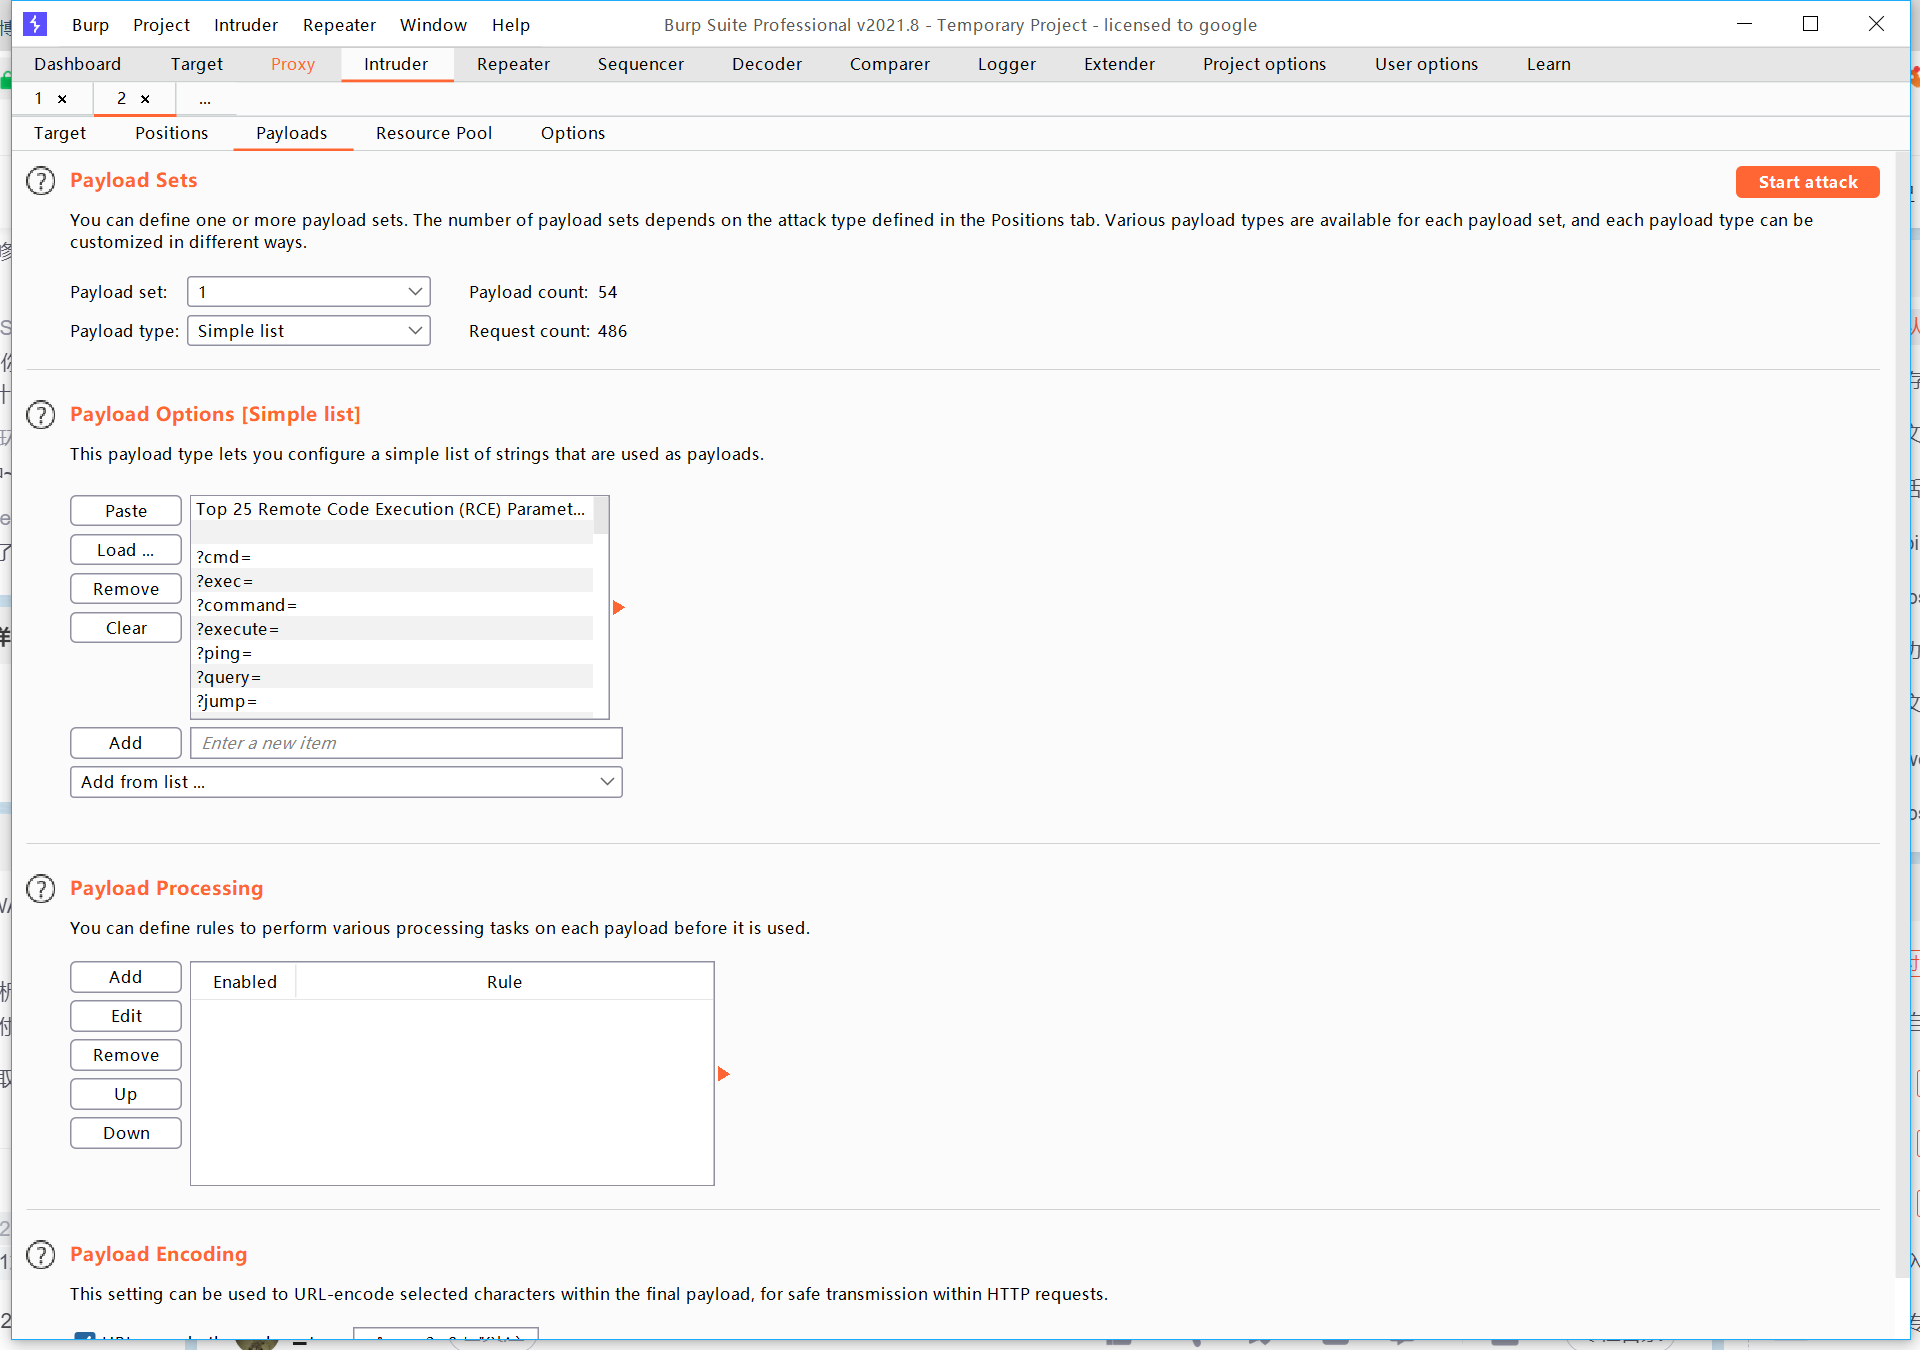 Burp Project Intruder Repeater Window Help Burp Suite Professional v2021.8 - Temporary Project - licensed to google
Dashboard Target Proxy Intruder Repeater Sequencer Decoder Comparer Logger Extender Project options User options Learn
1 × 2 × ...
Target Positions Payloads Resource Pool Options
? Payload Sets Start attack
You can define one or more payload sets. The number of payload sets depends on the attack type defined in the Positions tab. Various payload types are available for each payload set, and each payload type can be
customized in different ways.
Payload set: 1 Payload count: 54
Payload type: Simple list Request count: 486
? Payload Options [Simple list]
This payload type lets you configure a simple list of strings that are used as payloads.
Paste Top 25 Remote Code Execution (RCE) Paramet...
Load ... ?cmd=
Remove ?exec=
Clear ?command=
?execute=
?ping=
?query=
?jump=
Add Enter a new item
Add from list ...
? Payload Processing
You can define rules to perform various processing tasks on each payload before it is used.
Add Enabled Rule
Edit
Remove
Up
Down
? Payload Encoding
This setting can be used to URL-encode selected characters within the final payload, for safe transmission within HTTP requests.